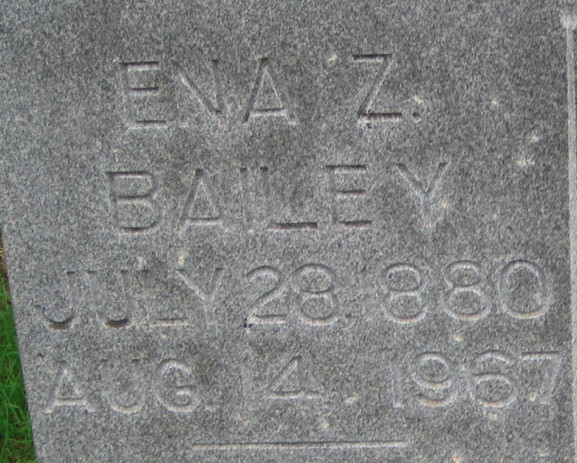 ENA Z.
BAILEY
JULY 28, 1880
AUG. 14, 1967